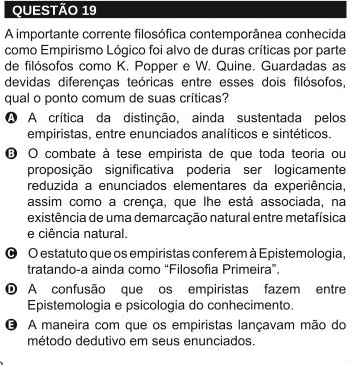 QUESTÃO 19
A importante corrente filosófica contemporânea conhecida
como Empirismo Lógico foi alvo de duras críticas por parte
de filósofos como K. Popper e W. Quine. Guardadas as
devidas diferenças teóricas entre esses dois filósofos,
qual o ponto comum de suas críticas?
A A crítica da distinção, ainda sustentada pelos
empiristas, entre enunciados analíticos e sintéticos.
B O combate à tese empirista de que toda teoria ou
proposição significativa poderia ser logicamente
reduzida a enunciados elementares da experiência,
assim como a crença, que lhe está associada, na
existência de uma demarcação natural entre metafísica
e ciência natural.
C O estatuto que os empiristas conferem à Epistemologia,
tratando-a ainda como “Filosofia Primeira”.
D A confusão que os empiristas fazem entre
Epistemologia e psicologia do conhecimento.
E A maneira com que os empiristas lançavam mão do
método dedutivo em seus enunciados.